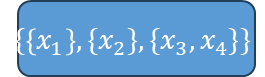 {{x₁}, {x₂}, {x₃, x₄}}